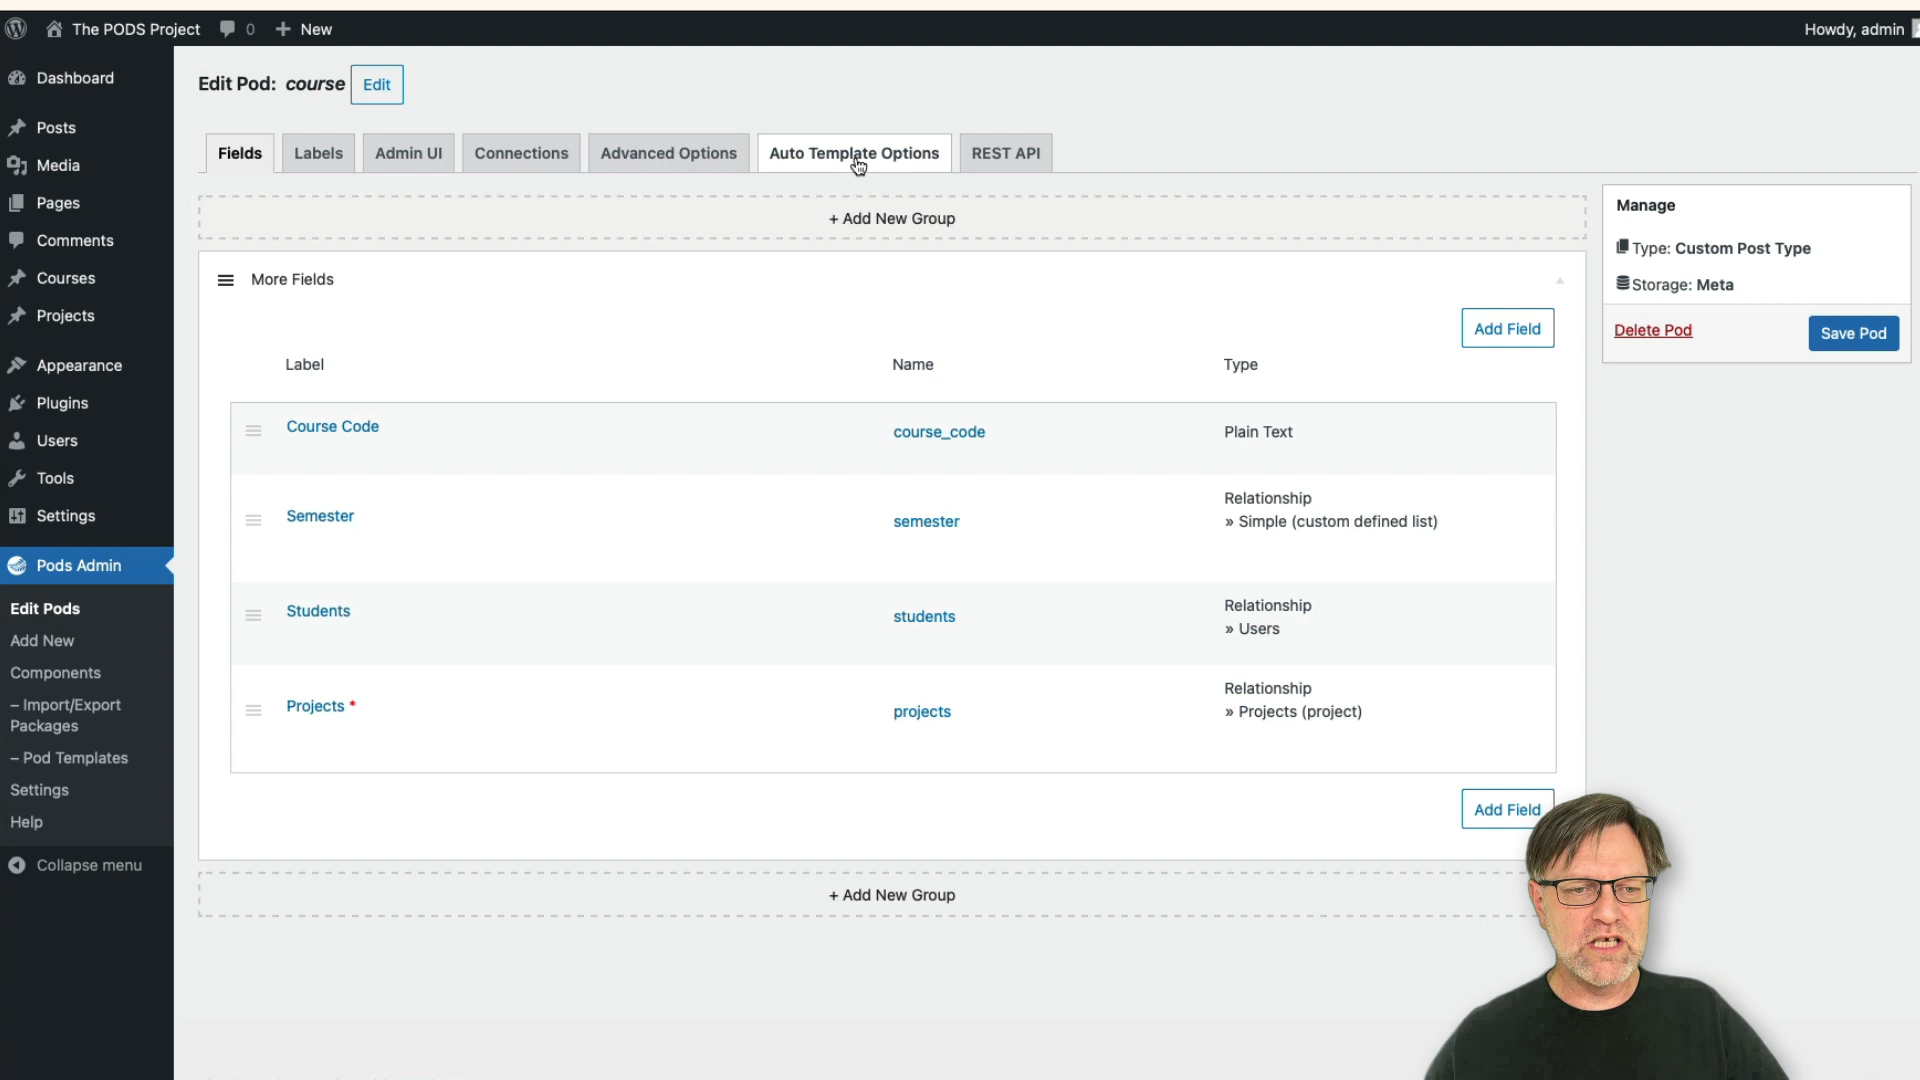 The PODS Project
0
New
Howdy, admin
Dashboard
Posts
Media
Pages
Comments
Courses
Projects
Appearance
Plugins
Users
Tools
Settings
Pods Admin
Edit Pods
Add New
Components
– Import/Export
Packages
– Pod Templates
Settings
Help
Collapse menu
Edit Pod: course
Edit
Fields
Labels
Admin UI
Connections
Advanced Options
Auto Template Options
REST API
+ Add New Group
More Fields
Add Field
Label
Name
Type
Course Code
course_code
Plain Text
Semester
semester
Relationship
» Simple (custom defined list)
Students
students
Relationship
» Users
Projects *
projects
Relationship
» Projects (project)
Add Field
+ Add New Group
Manage
Type: Custom Post Type
Storage: Meta
Delete Pod
Save Pod